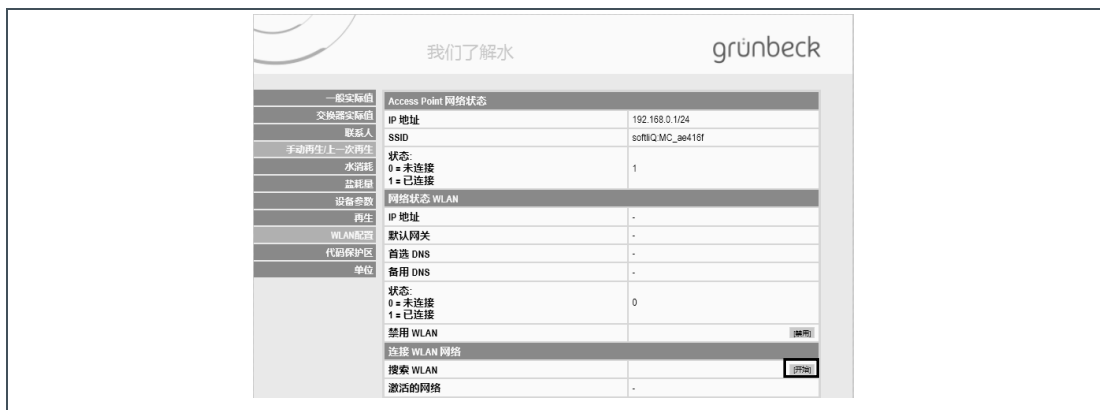 我们了解水
grünbeck
一般实际值
交换器实际值
联系人
手动再生/上一次再生
水消耗
盐耗量
设备参数
再生
WLAN配置
代码保护区
单位
Access Point 网络状态
IP 地址 192.168.0.1/24
SSID softliQ:MC_ae416f
状态:
0 = 未连接
1 = 已连接
1
网络状态 WLAN
IP 地址 -
默认网关 -
首选 DNS -
备用 DNS -
状态:
0 = 未连接
1 = 已连接
0
禁用 WLAN [禁用]
连接 WLAN 网络
搜索 WLAN [开始]
激活的网络 -